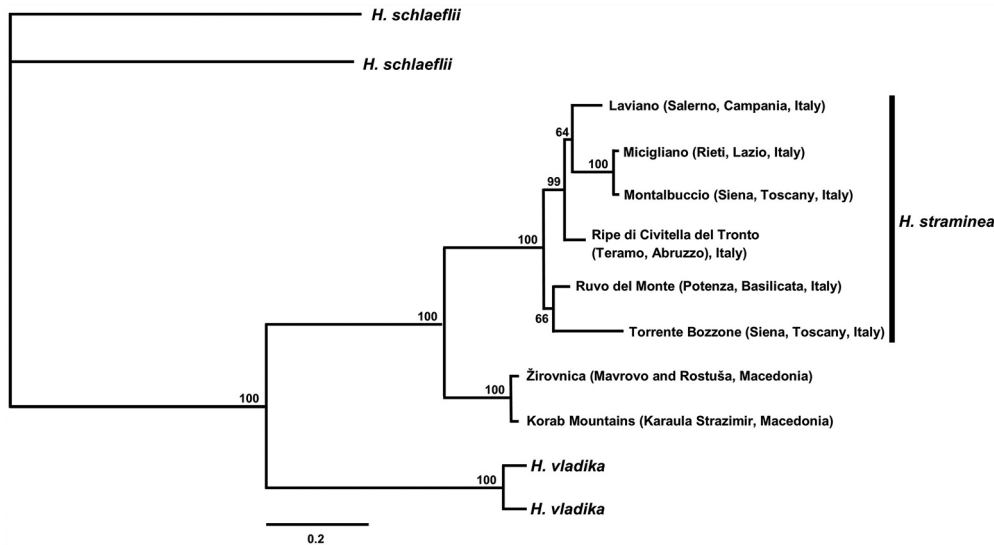 H. schlaeflii
H. schlaeflii
Laviano (Salerno, Campania, Italy)
64
Micigliano (Rieti, Lazio, Italy)
100
99
Montalbuccio (Siena, Toscany, Italy)
H. straminea
Ripe di Civitella del Tronto
(Teramo, Abruzzo), Italy)
100
Ruvo del Monte (Potenza, Basilicata, Italy)
66
Torrente Bozzone (Siena, Toscany, Italy)
100
Žirovnica (Mavrovo and Rostuša, Macedonia)
100
100
Korab Mountains (Karaula Strazimir, Macedonia)
H. vladika
100
H. vladika
0.2